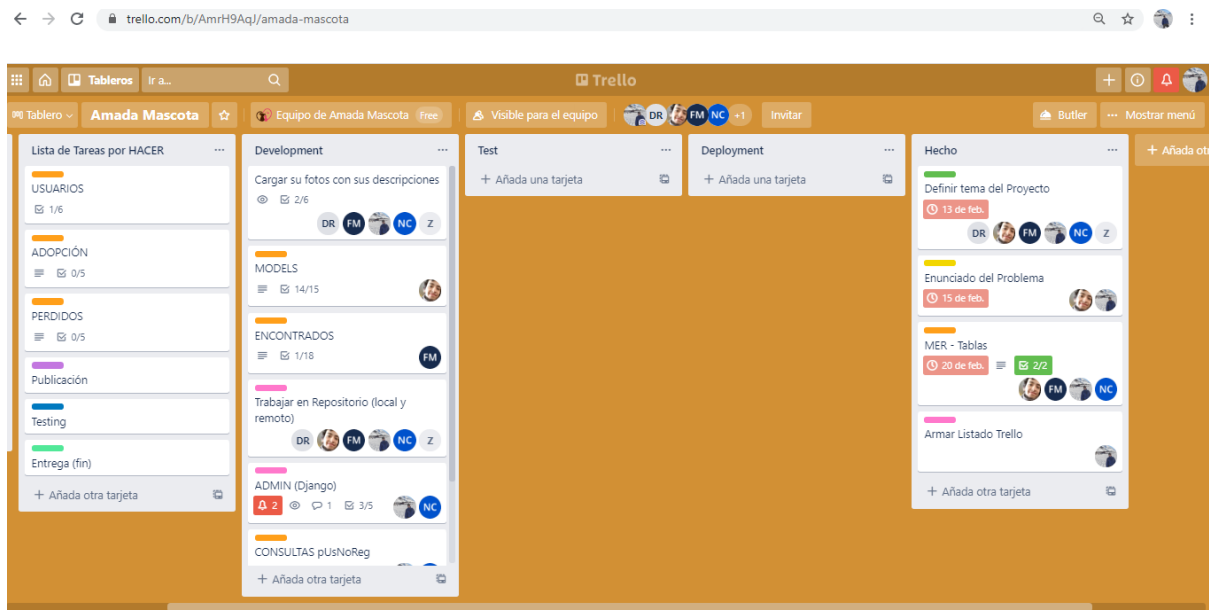 trello.com/b/AmrH9AqJ/amada-mascota
Tableros
Ir a...
Trello
Tablero
Amada Mascota
Equipo de Amada Mascota Free
Visible para el equipo
DR FM NC +1
Invitar
Butler
Mostrar menú
Lista de Tareas por HACER
USUARIOS
1/6
ADOPCIÓN
0/5
PERDIDOS
0/5
Publicación
Testing
Entrega (fin)
+ Añada otra tarjeta
Development
Cargar su fotos con sus descripciones
2/6
DR FM NC Z
MODELS
14/15
ENCONTRADOS
1/18
FM
Trabajar en Repositorio (local y
remoto)
DR FM NC Z
ADMIN (Django)
2 1 3/5 NC
CONSULTAS pUsNoReg
+ Añada otra tarjeta
Test
+ Añada una tarjeta
Deployment
+ Añada una tarjeta
Hecho
Definir tema del Proyecto
13 de feb.
DR FM NC Z
Enunciado del Problema
15 de feb.
MER - Tablas
20 de feb. 2/2
FM NC
Armar Listado Trello
+ Añada otra tarjeta
+ Añada ot